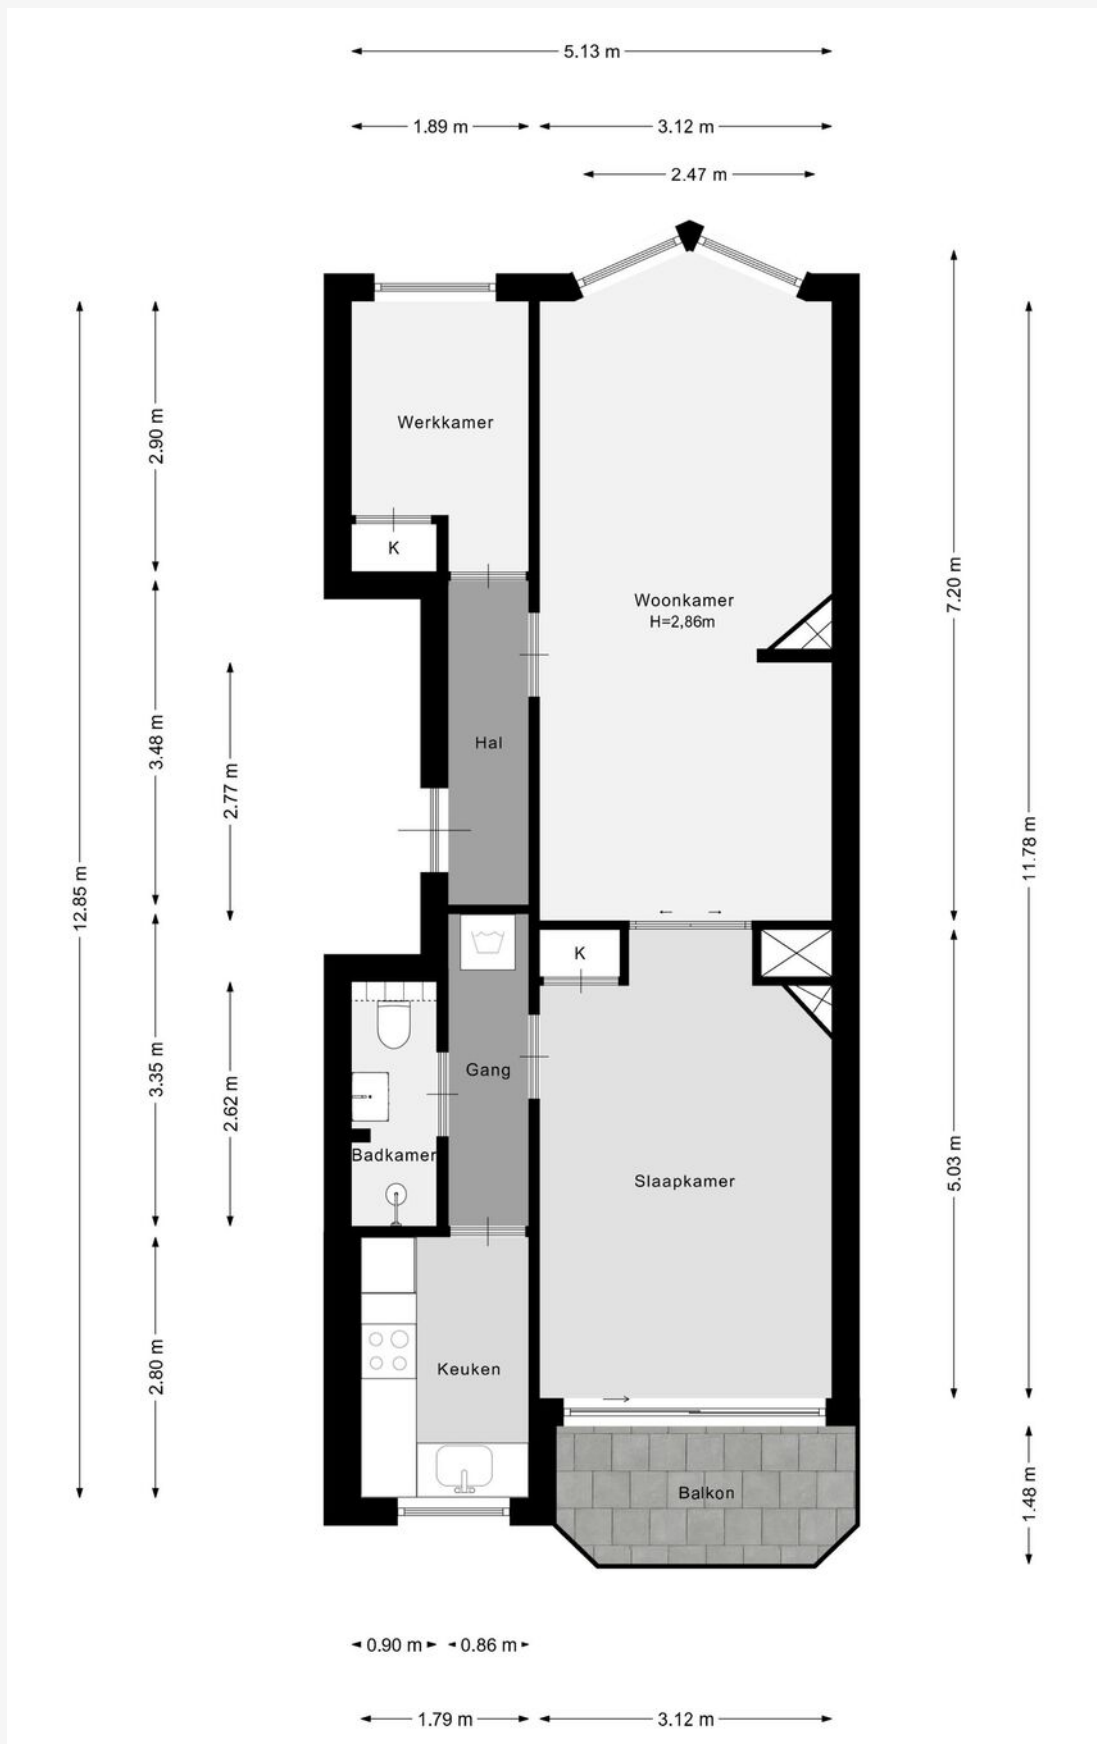 5.13 m
1.89 m
3.12 m
2.47 m
Werkkamer
2.90 m
K
Woonkamer
H=2,86m
7.20 m
Hal
3.48 m
2.77 m
12.85 m
11.78 m
K
Gang
3.35 m
2.62 m
Badkamer
Slaapkamer
5.03 m
Keuken
2.80 m
Balkon
1.48 m
0.90 m
0.86 m
1.79 m
3.12 m